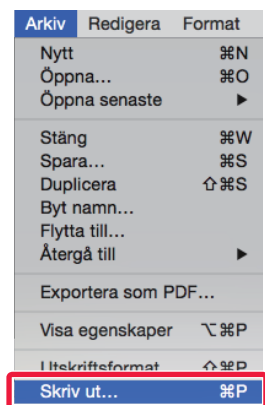 Arkiv Redigera Format
Nytt ⌘N
Öppna... ⌘O
Öppna senaste ▶
Stäng ⌘W
Spara... ⌘S
Duplicera ⇧⌘S
Byt namn...
Flytta till...
Återgå till ▶
Exportera som PDF...
Visa egenskaper ⌥⌘P
Utskriftsformat ⇧⌘P
Skriv ut... ⌘P